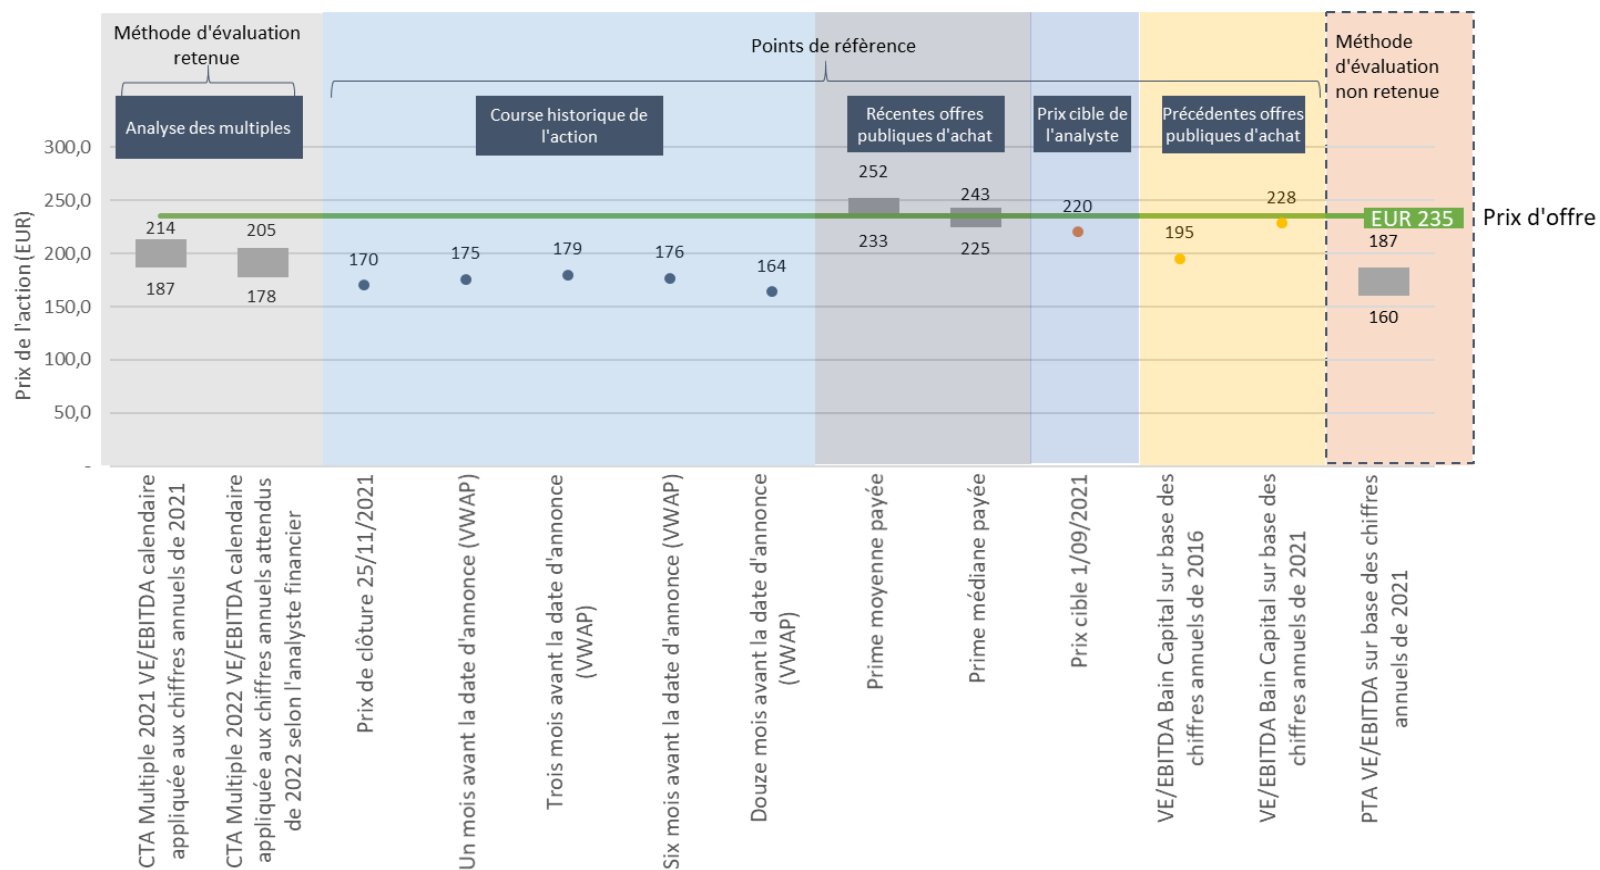 Méthode d'évaluation
retenue
Points de réfèrence
Méthode
d'évaluation
non retenue
Analyse des multiples
Course historique de
l'action
Récentes offres
publiques d'achat
Prix cible de
l'analyste
Précédentes offres
publiques d'achat
Prix de l'action (EUR)
300,0
250,0
200,0
150,0
100,0
50,0
-
214
187
205
178
170
175
179
176
164
252
233
243
225
220
195
228
187
160
EUR 235
Prix d'offre
CTA Multiple 2021 VE/EBITDA calendaire
appliquée aux chiffres annuels de 2021
CTA Multiple 2022 VE/EBITDA calendaire
appliquée aux chiffres annuels attendus
de 2022 selon l'analyste financier
Prix de clôture 25/11/2021
Un mois avant la date d'annonce (VWAP)
Trois mois avant la date d'annonce
(VWAP)
Six mois avant la date d'annonce (VWAP)
Douze mois avant la date d'annonce
(VWAP)
Prime moyenne payée
Prime médiane payée
Prix cible 1/09/2021
VE/EBITDA Bain Capital sur base des
chiffres annuels de 2016
VE/EBITDA Bain Capital sur base des
chiffres annuels de 2021
PTA VE/EBITDA sur base des chiffres
annuels de 2021